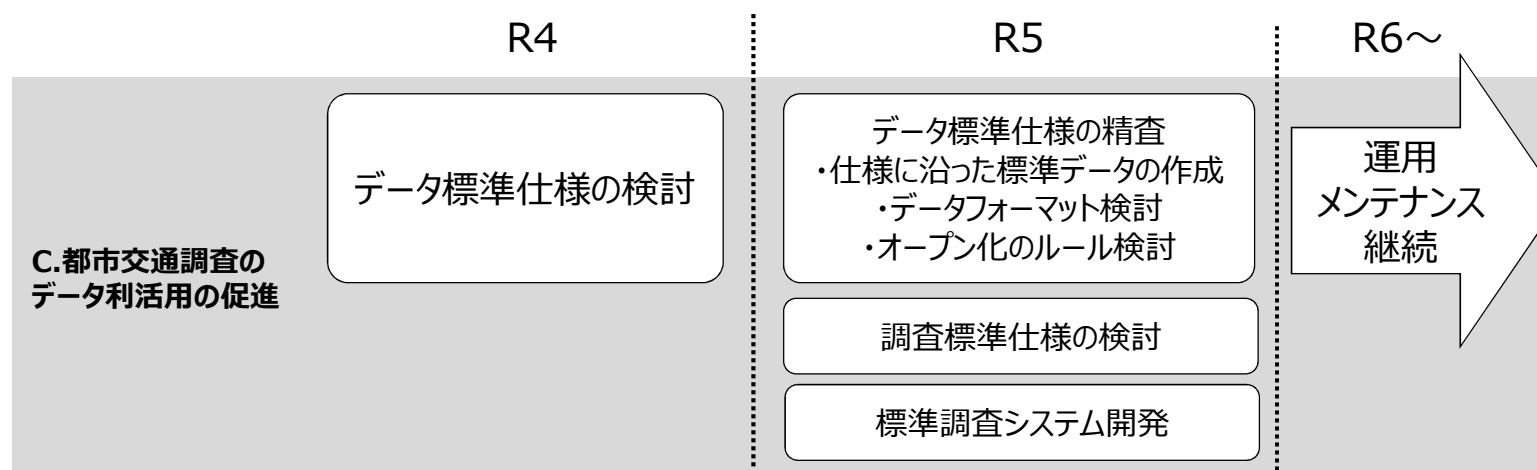 R4
R5
R6～
C.都市交通調査の
データ利活用の促進
データ標準仕様の検討
データ標準仕様の精査
・仕様に沿った標準データの作成
・データフォーマット検討
・オープン化のルール検討
調査標準仕様の検討
標準調査システム開発
運用
メンテナンス
継続